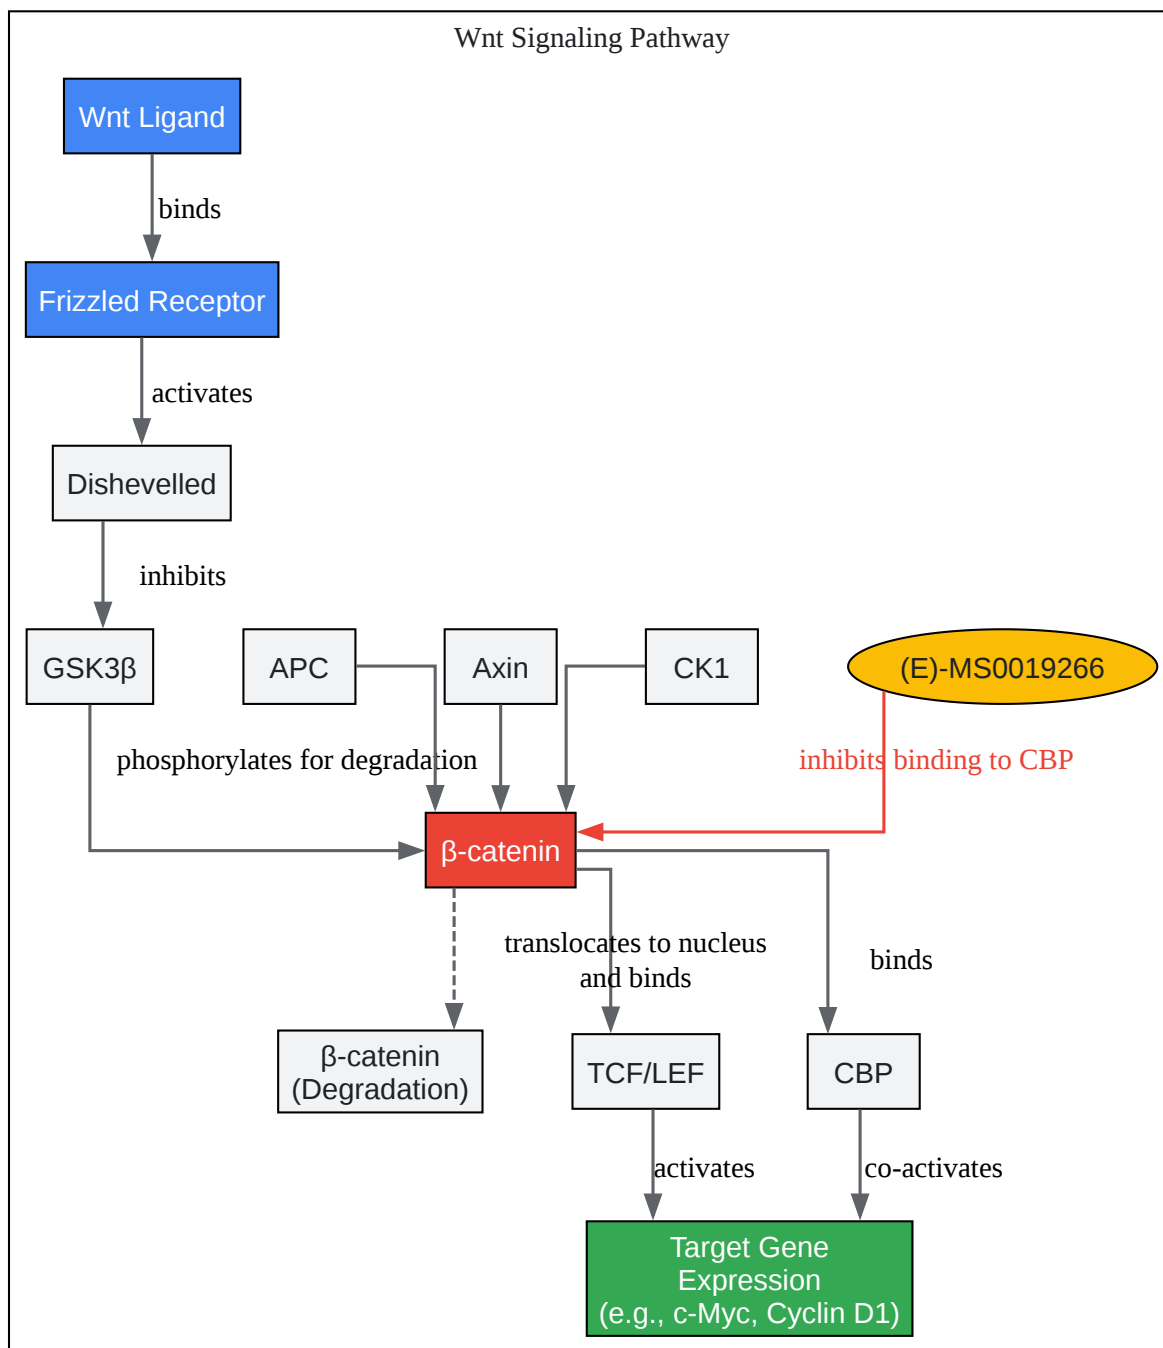 Wnt Signaling Pathway
Wnt Ligand
binds
Frizzled Receptor
activates
Dishevelled
inhibits
GSK3β
APC
Axin
CK1
(E)-MS0019266
phosphorylates for degradation
inhibits binding to CBP
β-catenin
translocates to nucleus
and binds
binds
β-catenin
(Degradation)
TCF/LEF
CBP
activates
co-activates
Target Gene
Expression
(e.g., c-Myc, Cyclin D1)